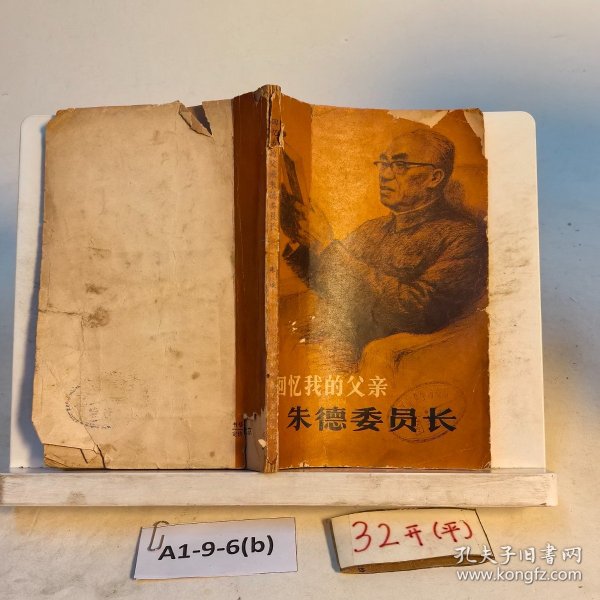 回忆我的父亲
朱德委员长
A1-9-6(b)
32开(平)
孔夫子旧书网
www.kongfz.com